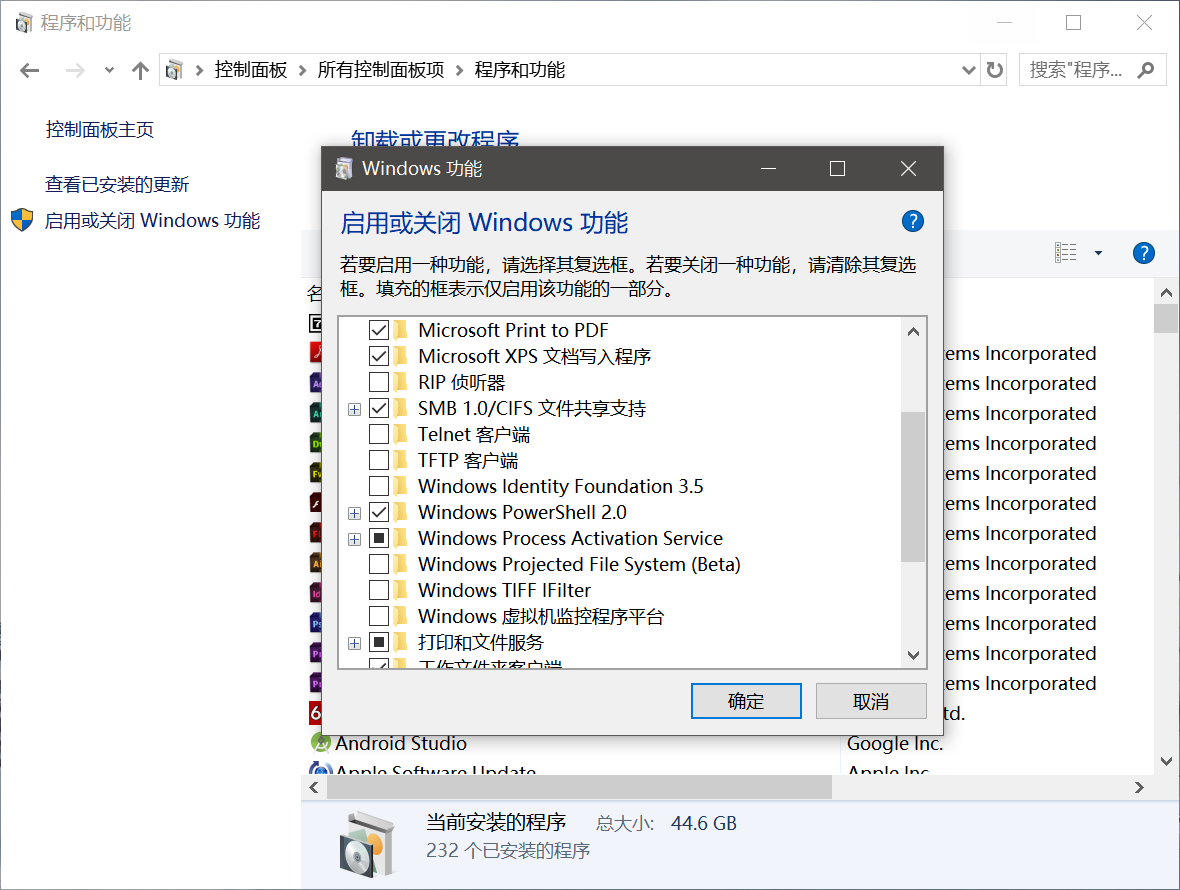 程序和功能
控制面板 所有控制面板项 程序和功能
搜索"程序...
控制面板主页
查看已安装的更新
启用或关闭 Windows 功能
卸载或更改程序
Windows 功能
启用或关闭 Windows 功能
若要启用一种功能，请选择其复选框。若要关闭一种功能，请清除其复选
框。填充的框表示仅启用该功能的一部分。
Microsoft Print to PDF
Microsoft XPS 文档写入程序
RIP 侦听器
SMB 1.0/CIFS 文件共享支持
Telnet 客户端
TFTP 客户端
Windows Identity Foundation 3.5
Windows PowerShell 2.0
Windows Process Activation Service
Windows Projected File System (Beta)
Windows TIFF IFilter
Windows 虚拟机监控程序平台
打印和文件服务
工作文件夹客户端
确定
取消
名
ems Incorporated
ems Incorporated
ems Incorporated
ems Incorporated
ems Incorporated
ems Incorporated
ems Incorporated
ems Incorporated
ems Incorporated
ems Incorporated
ems Incorporated
ems Incorporated
td.
Android Studio Google Inc.
Apple Software Update Apple Inc.
当前安装的程序 总大小: 44.6 GB
232 个已安装的程序